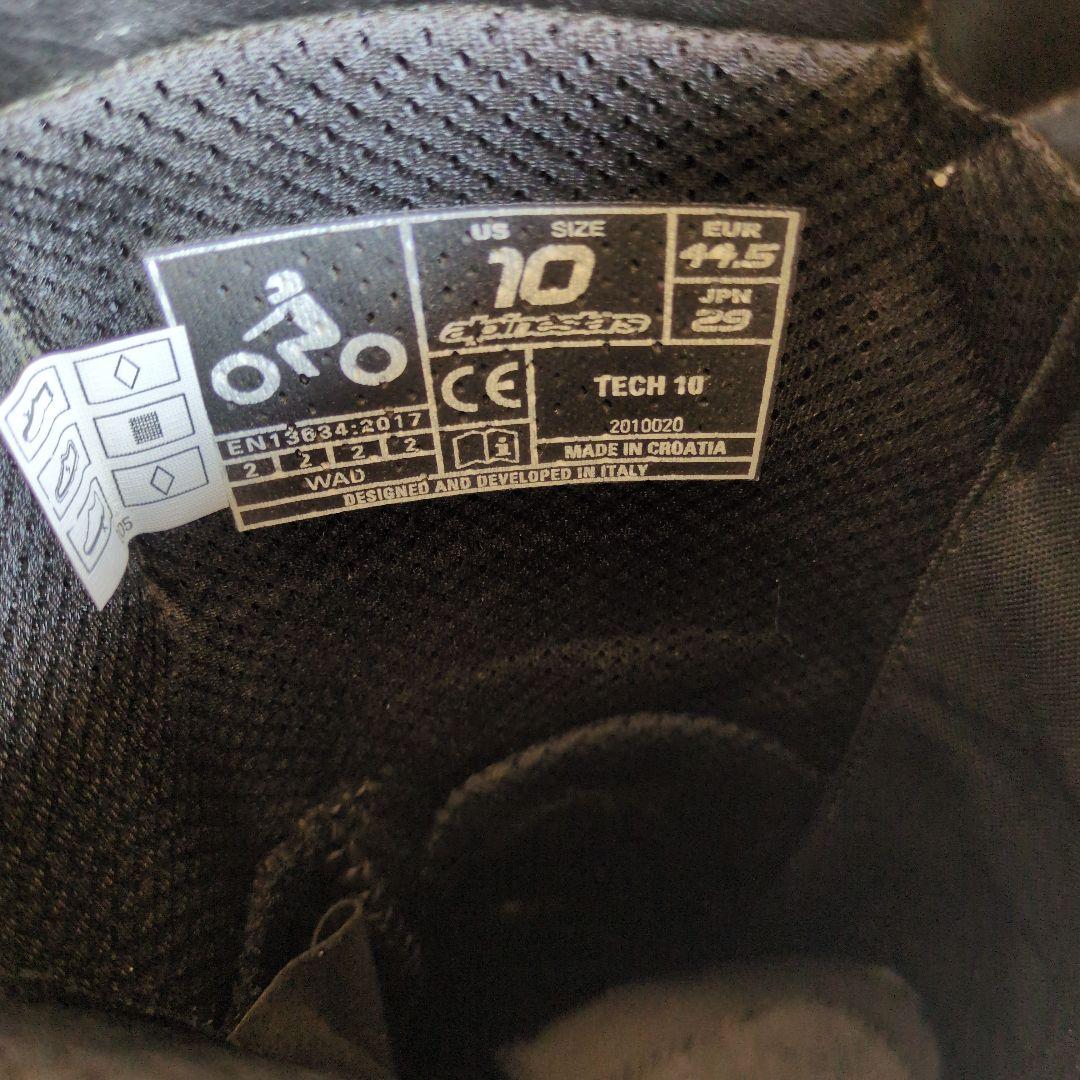 US SIZE
10
alpinestars
EUR
44.5
JPN
29
CE
TECH 10
2010020
MADE IN CROATIA
EN13634:2017
2 2 2 2
WAD
DESIGNED AND DEVELOPED IN ITALY